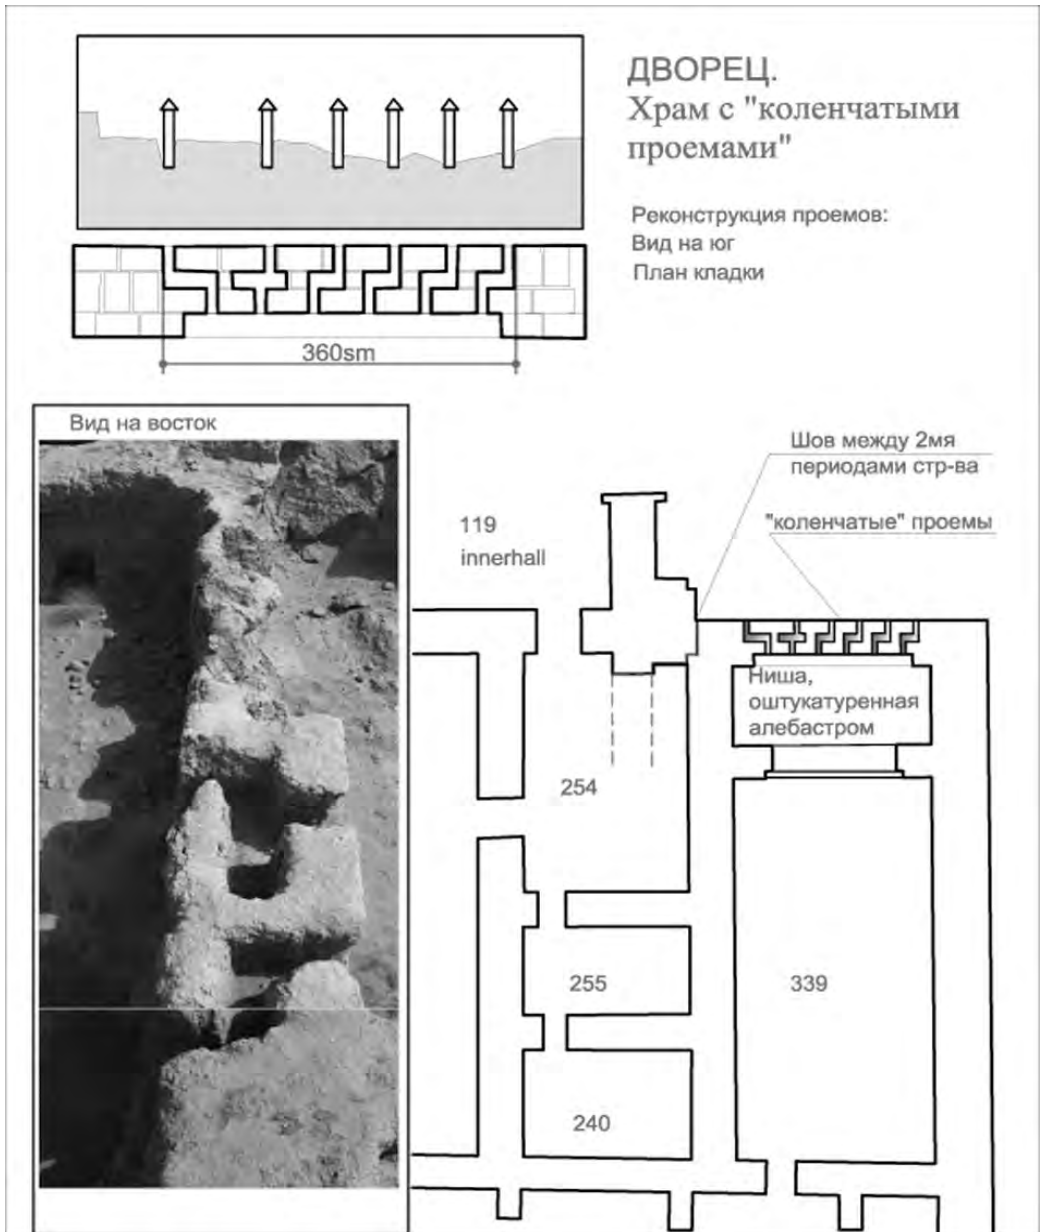 ДВОРЕЦ.
Храм с "коленчатыми
проемами"
Реконструкция проемов:
Вид на юг
План кладки
360sm
Вид на восток
Шов между 2мя
периодами стр-ва
"коленчатые" проемы
119
innerhall
Ниша,
оштукатуренная
алебастром
254
255
339
240